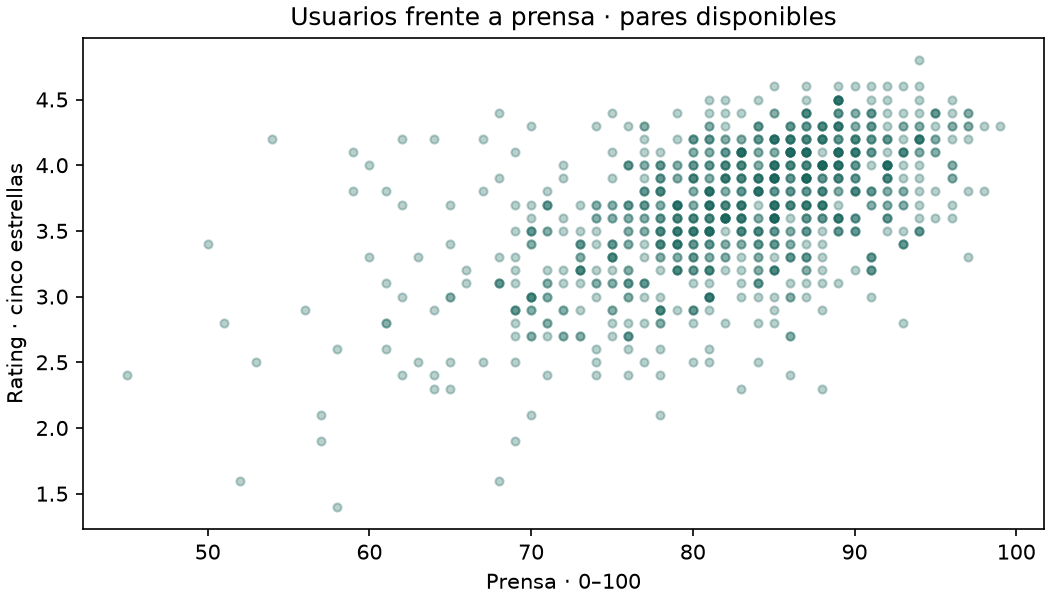 Usuarios frente a prensa · pares disponibles
Rating · cinco estrellas
4.5
4.0
3.5
3.0
2.5
2.0
1.5
50 60 70 80 90 100
Prensa · 0–100